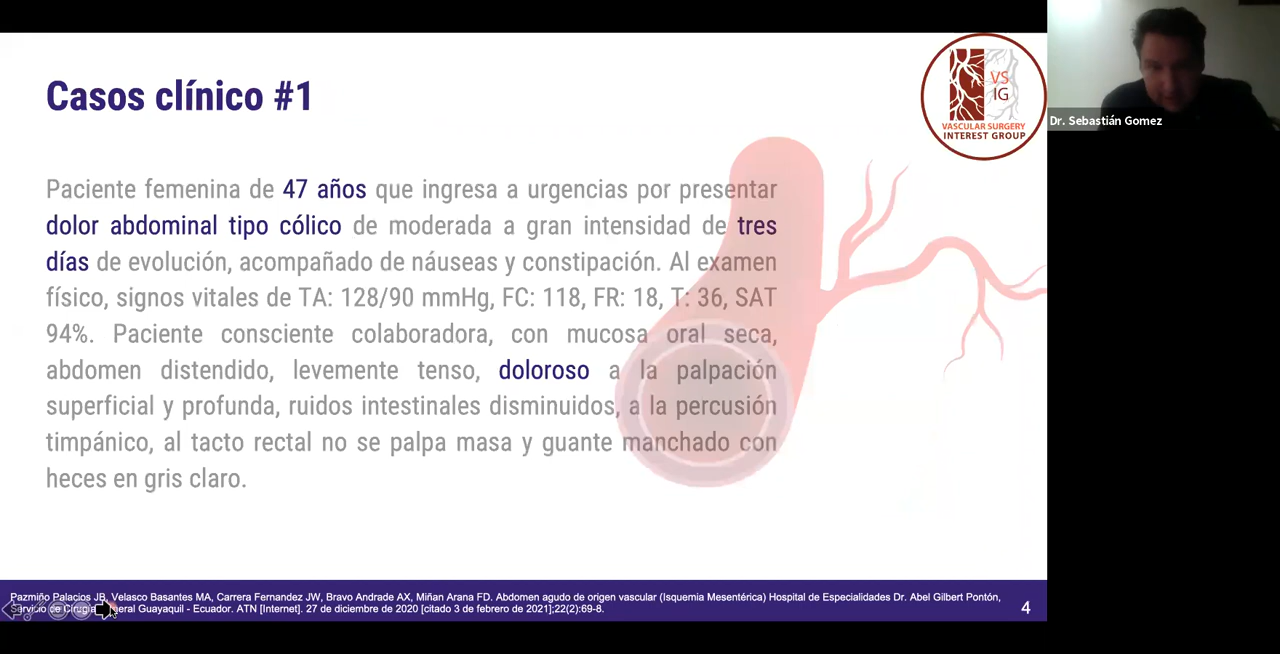 Casos clínico #1
VS
IG
VASCULAR SURGERY
INTEREST GROUP
Dr. Sebastián Gomez
Paciente femenina de 47 años que ingresa a urgencias por presentar
dolor abdominal tipo cólico de moderada a gran intensidad de tres
días de evolución, acompañado de náuseas y constipación. Al examen
físico, signos vitales de TA: 128/90 mmHg, FC: 118, FR: 18, T: 36, SAT
94%. Paciente consciente colaboradora, con mucosa oral seca,
abdomen distendido, levemente tenso, doloroso a la palpación
superficial y profunda, ruidos intestinales disminuidos, a la percusión
timpánico, al tacto rectal no se palpa masa y guante manchado con
heces en gris claro.
Pazmiño Palacios JB, Velasco Basantes MA, Carrera Fernandez JW, Bravo Andrade AX, Miñan Arana FD. Abdomen agudo de origen vascular (Isquemia Mesentérica) Hospital de Especialidades Dr. Abel Gilbert Pontón,
Servicio de Cirugía General Guayaquil - Ecuador. ATN [Internet]. 27 de diciembre de 2020 [citado 3 de febrero de 2021];22(2):69-8.
4